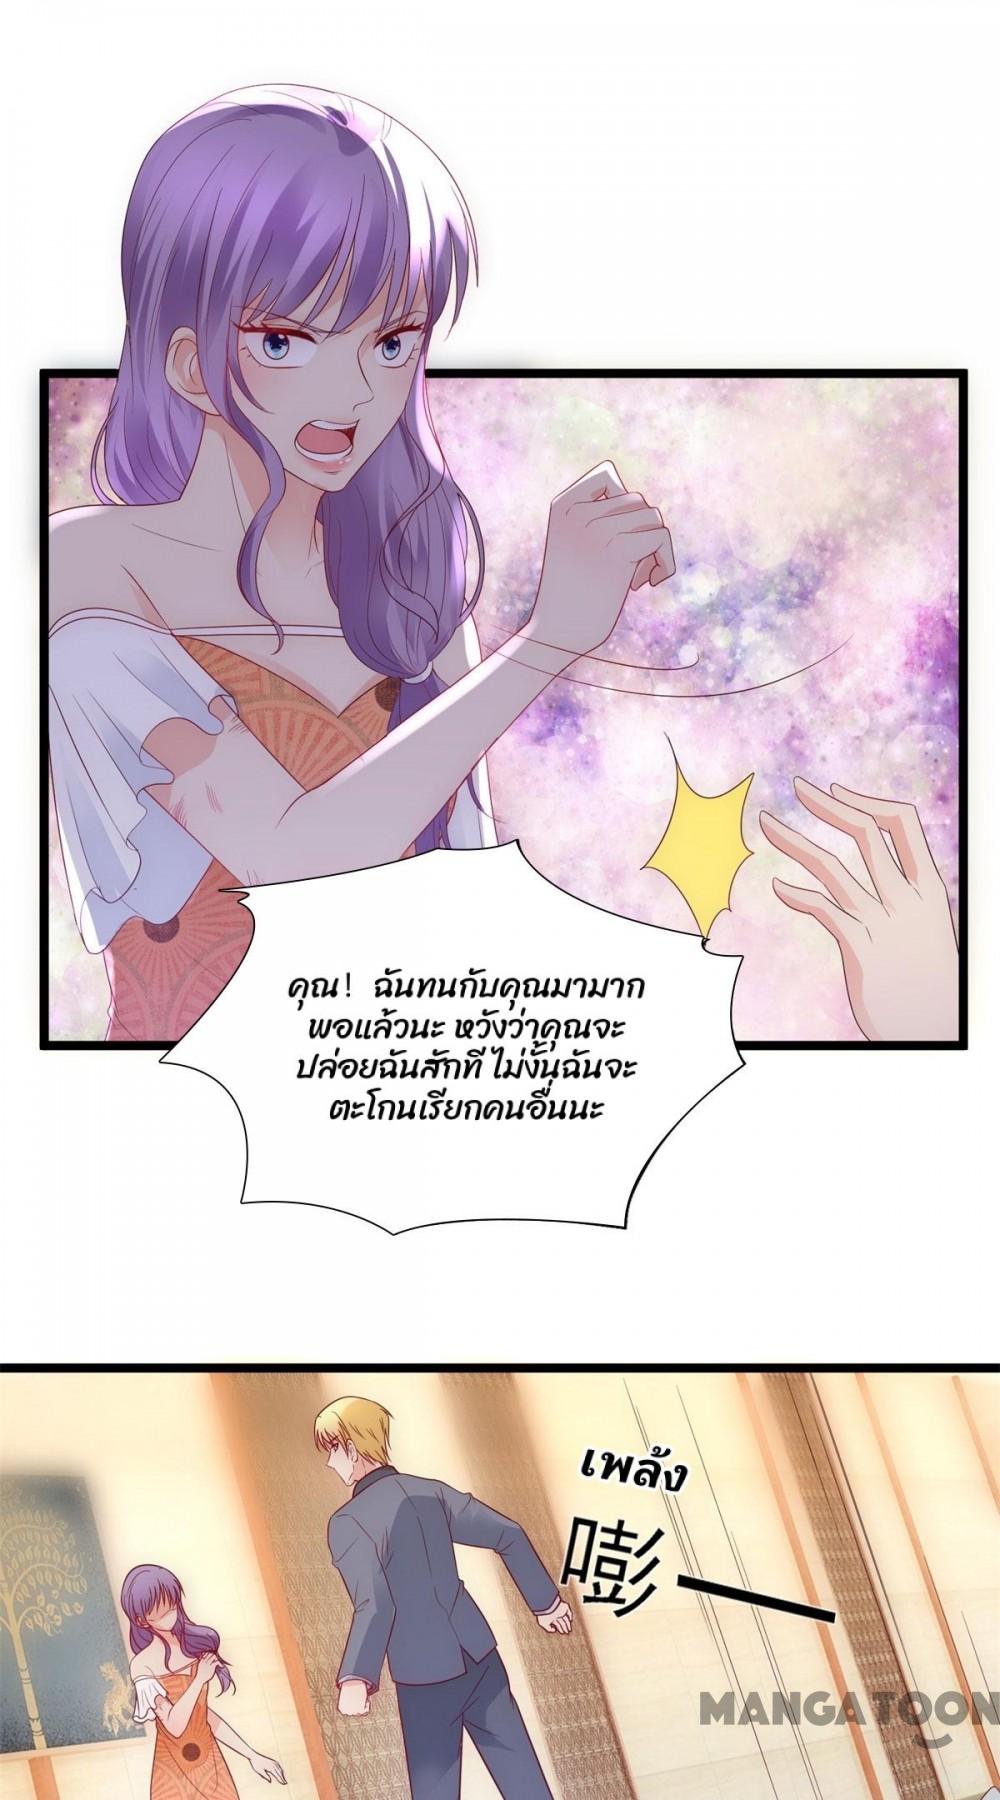 คุณ! ฉันทนกับคุณมามาก
พอแล้วนะ หวังว่าคุณจะ
ปล่อยฉันสักที ไม่งั้นฉันจะ
ตะโกนเรียกคนอื่นนะ
เพล้ง
嘭—
MANGATOON